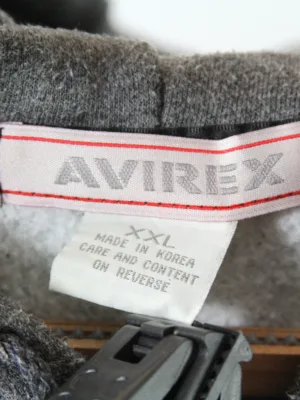 AVIREX
XXL
MADE IN KOREA
CARE AND CONTENT
ON REVERSE